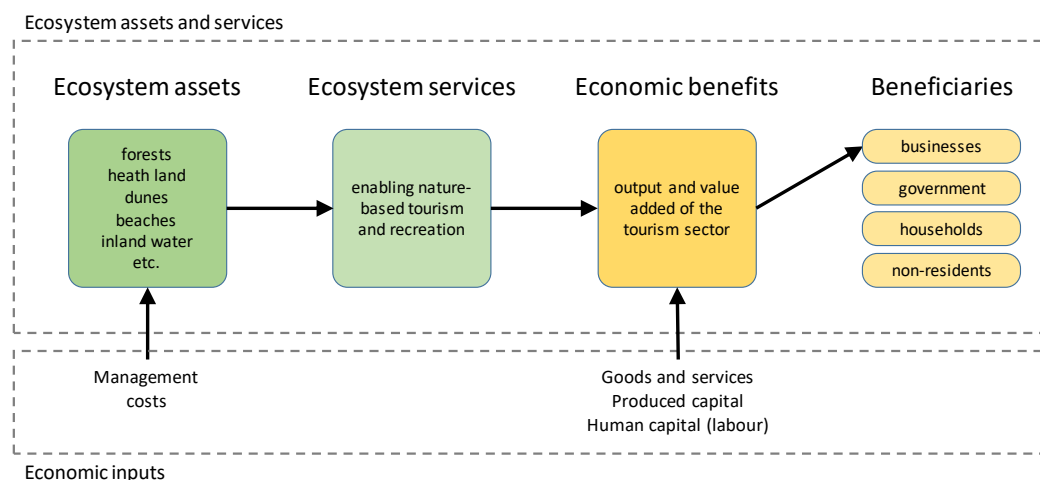 Ecosystem assets and services
Ecosystem assets
Ecosystem services
Economic benefits
Beneficiaries
forests
heath land
dunes
beaches
inland water
etc.
enabling nature-
based tourism
and recreation
output and value
added of the
tourism sector
businesses
government
households
non-residents
Management
costs
Goods and services
Produced capital
Human capital (labour)
Economic inputs